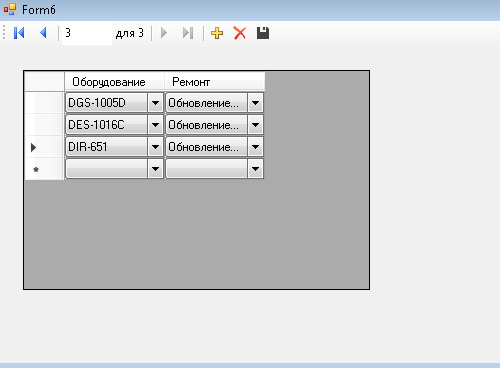 Form6
3 для 3
Оборудование Ремонт
DGS-1005D Обновление...
DES-1016C Обновление...
DIR-651 Обновление...